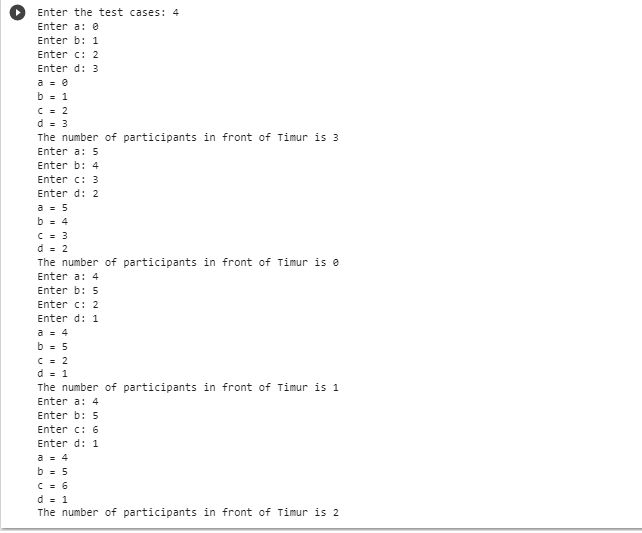 Enter the test cases: 4
Enter a: 0
Enter b: 1
Enter c: 2
Enter d: 3
a = 0
b = 1
c = 2
d = 3
The number of participants in front of Timur is 3
Enter a: 5
Enter b: 4
Enter c: 3
Enter d: 2
a = 5
b = 4
c = 3
d = 2
The number of participants in front of Timur is 0
Enter a: 4
Enter b: 5
Enter c: 2
Enter d: 1
a = 4
b = 5
c = 2
d = 1
The number of participants in front of Timur is 1
Enter a: 4
Enter b: 5
Enter c: 6
Enter d: 1
a = 4
b = 5
c = 6
d = 1
The number of participants in front of Timur is 2